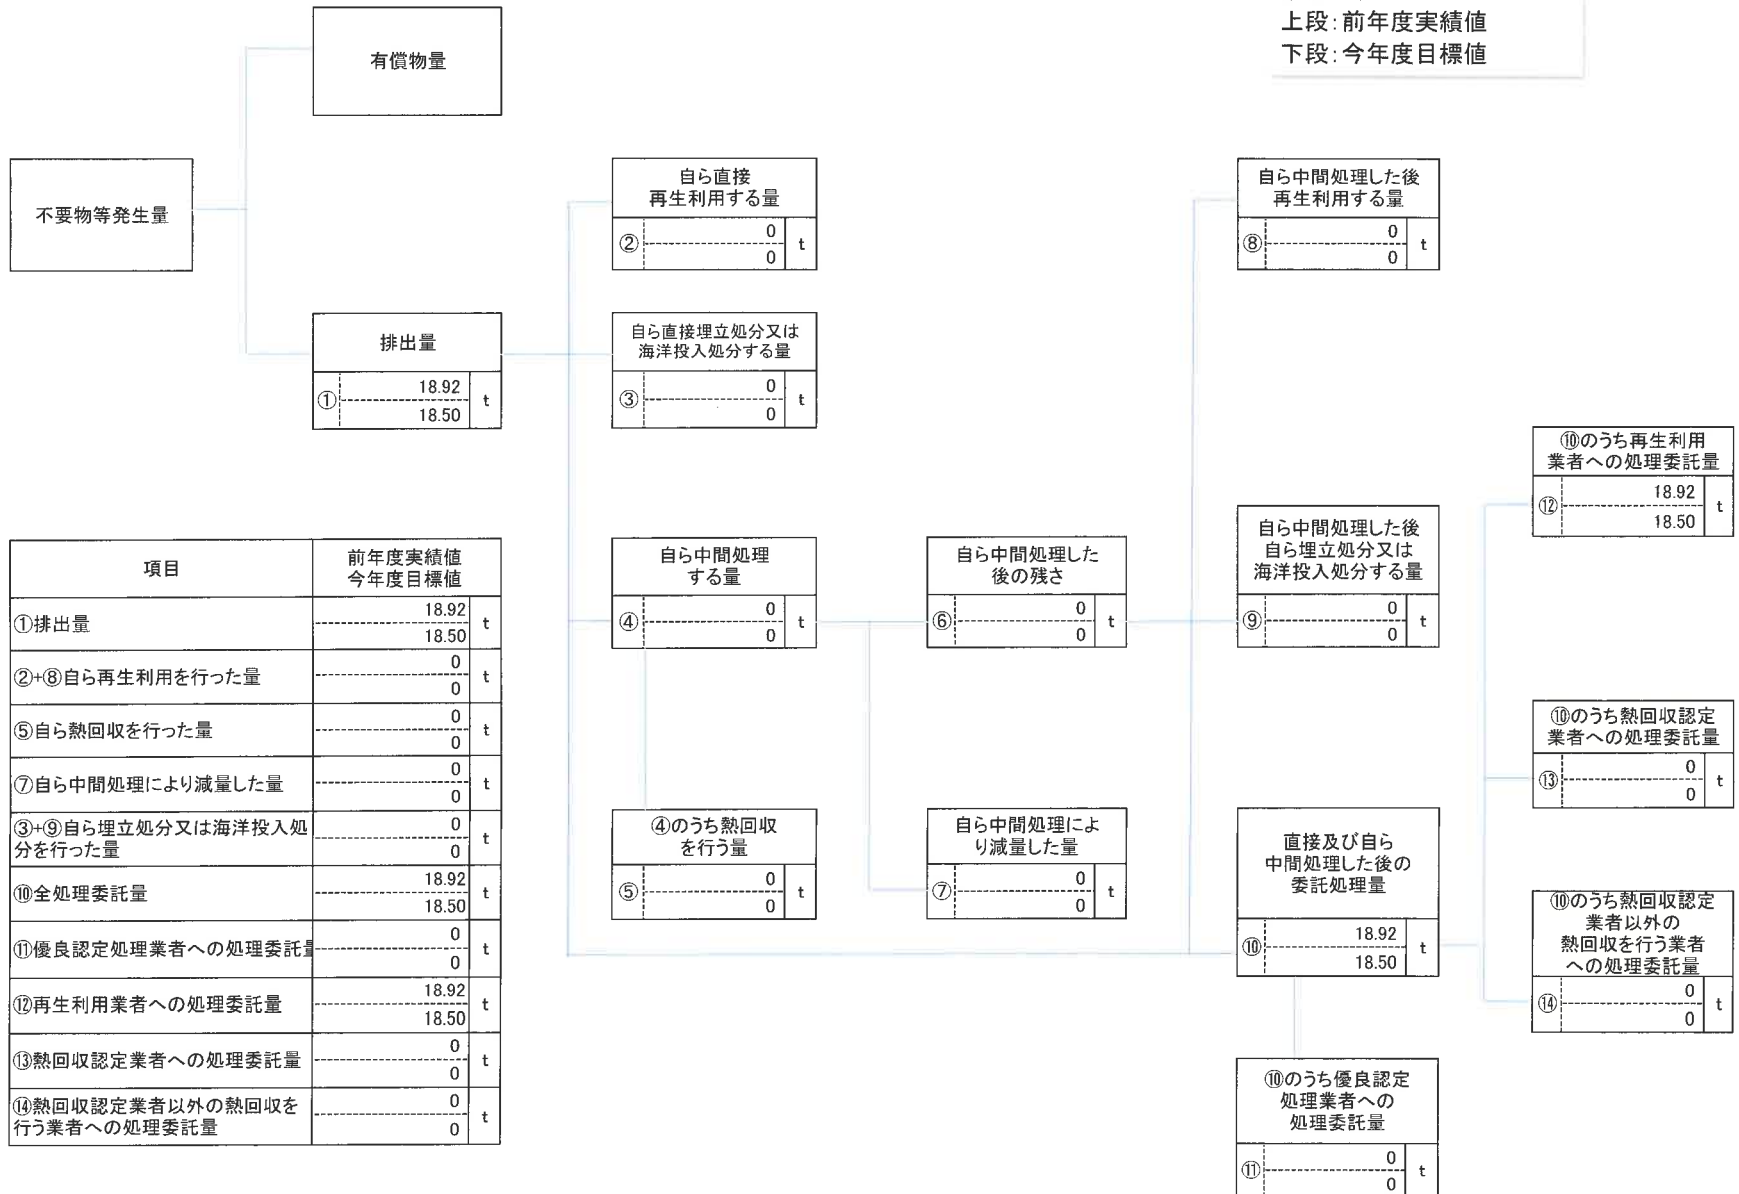 上段:前年度実績値
下段:今年度目標値
有償物量
不要物等発生量
排出量
①
18.92
18.50
t
自ら直接
再生利用する量
②
0
0
t
自ら直接埋立処分又は
海洋投入処分する量
③
0
0
t
自ら中間処理
する量
④
0
0
t
④のうち熱回収
を行う量
⑤
0
0
t
自ら中間処理した
後の残さ
⑥
0
0
t
自ら中間処理によ
り減量した量
⑦
0
0
t
自ら中間処理した後
再生利用する量
⑧
0
0
t
自ら中間処理した後
自ら埋立処分又は
海洋投入処分する量
⑨
0
0
t
直接及び自ら
中間処理した後の
委託処理量
⑩
18.92
18.50
t
⑩のうち優良認定
処理業者への
処理委託量
⑪
0
0
t
⑩のうち再生利用
業者への処理委託量
⑫
18.92
18.50
t
⑩のうち熱回収認定
業者への処理委託量
⑬
0
0
t
⑩のうち熱回収認定
業者以外の
熱回収を行う業者
への処理委託量
⑭
0
0
t
項目
前年度実績値
今年度目標値
①排出量
18.92
18.50
t
②+⑧自ら再生利用を行った量
0
0
t
⑤自ら熱回収を行った量
0
0
t
⑦自ら中間処理により減量した量
0
0
t
③+⑨自ら埋立処分又は海洋投入処
分を行った量
0
0
t
⑩全処理委託量
18.92
18.50
t
⑪優良認定処理業者への処理委託量
0
0
t
⑫再生利用業者への処理委託量
18.92
18.50
t
⑬熱回収認定業者への処理委託量
0
0
t
⑭熱回収認定業者以外の熱回収を
行う業者への処理委託量
0
0
t